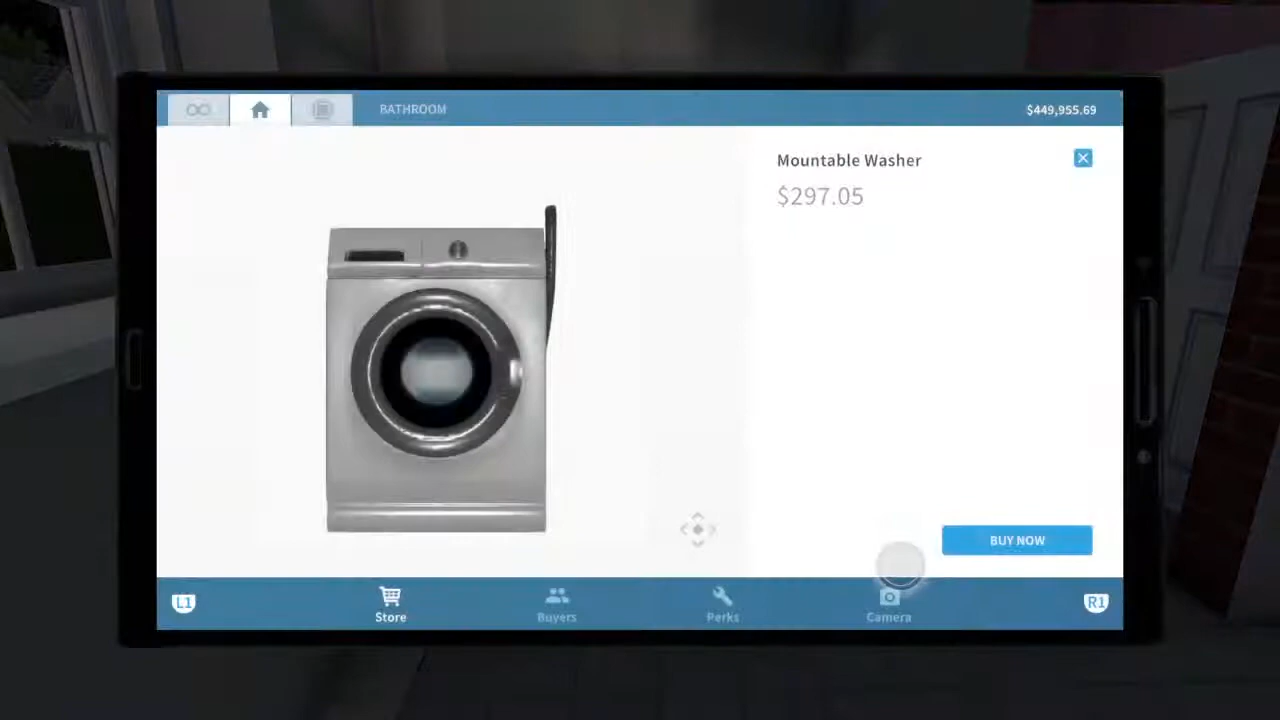 BATHROOM
$449,955.69
Mountable Washer
$297.05
BUY NOW
L1
Store
Buyers
Perks
Camera
R1